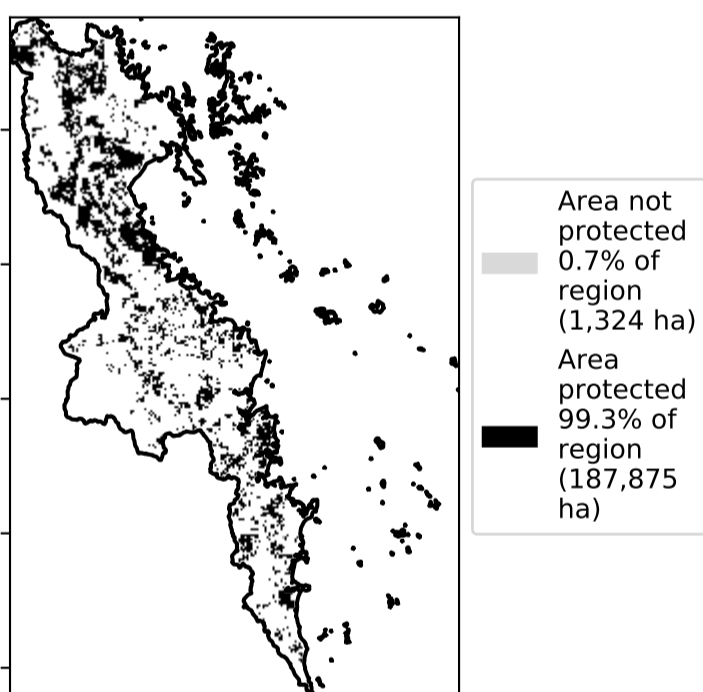 Area not
protected
0.7% of
region
(1,324 ha)
Area
protected
99.3% of
region
(187,875
ha)